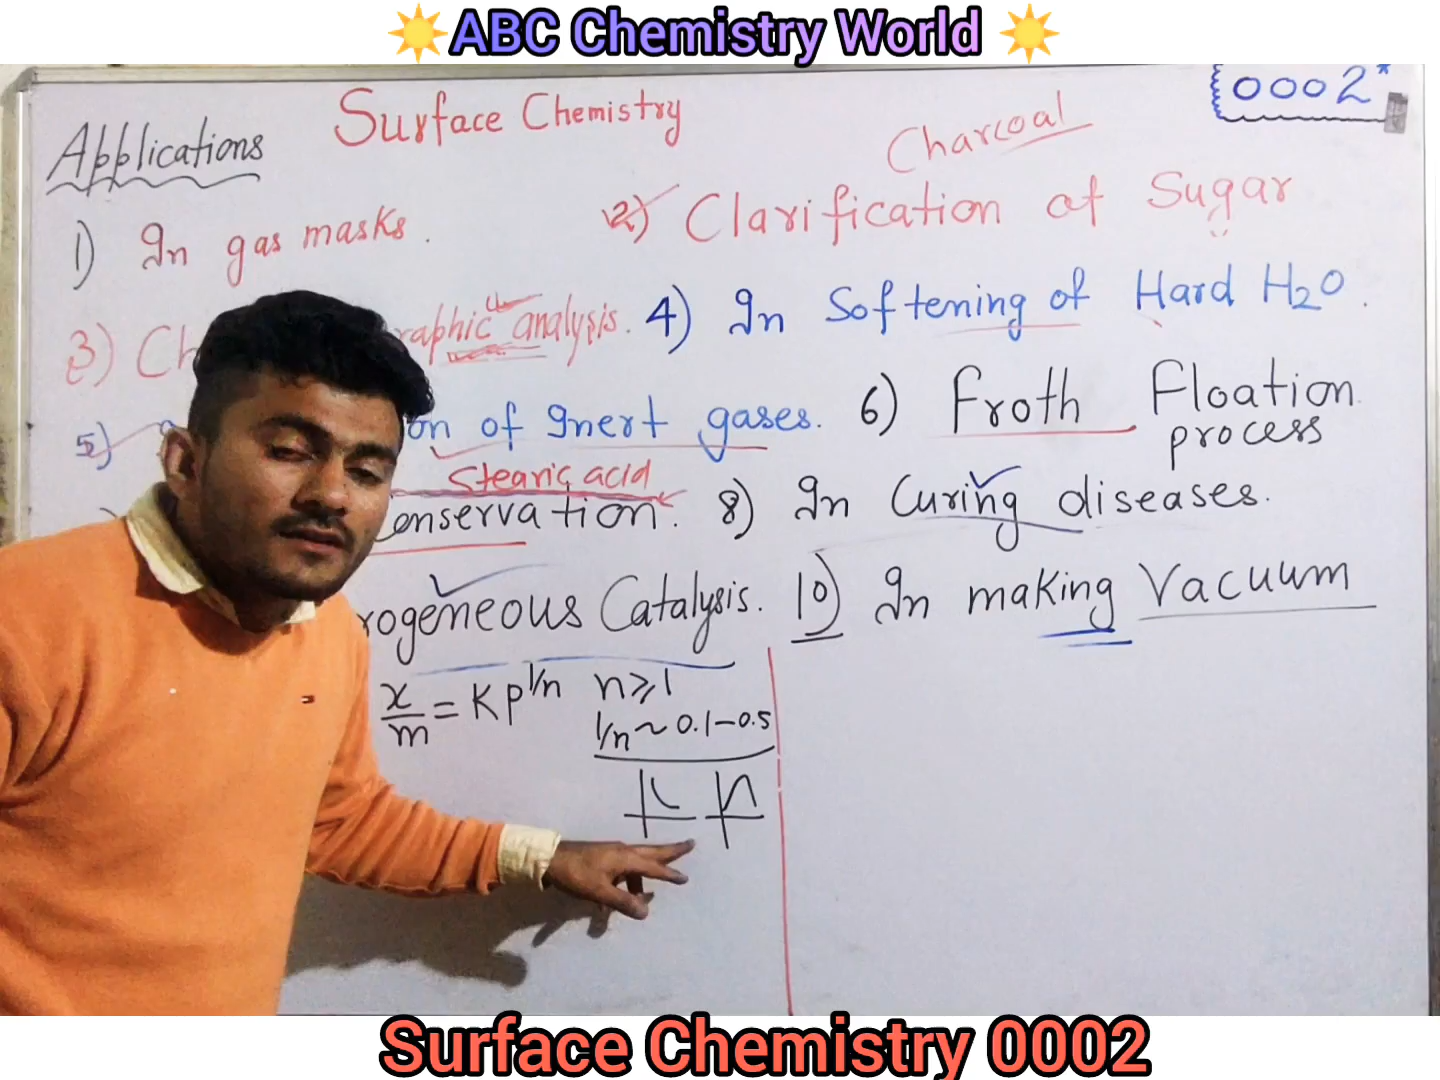 ABC Chemistry World
0002*
Surface Chemistry
Applications
Charcoal
1) In gas masks.
2) Clarification of Sugar
3) Ch raphic analysis.
4) In Softening of Hard H2O.
5) on of Inert gases.
6) Froth Floation
process
Stearic acid
onservation.
8) In Curing diseases.
rogeneous Catalysis.
10) In making Vacuum
x/m = K p^1/n n⩾1
1/n ~ 0.1-0.5
Surface Chemistry 0002